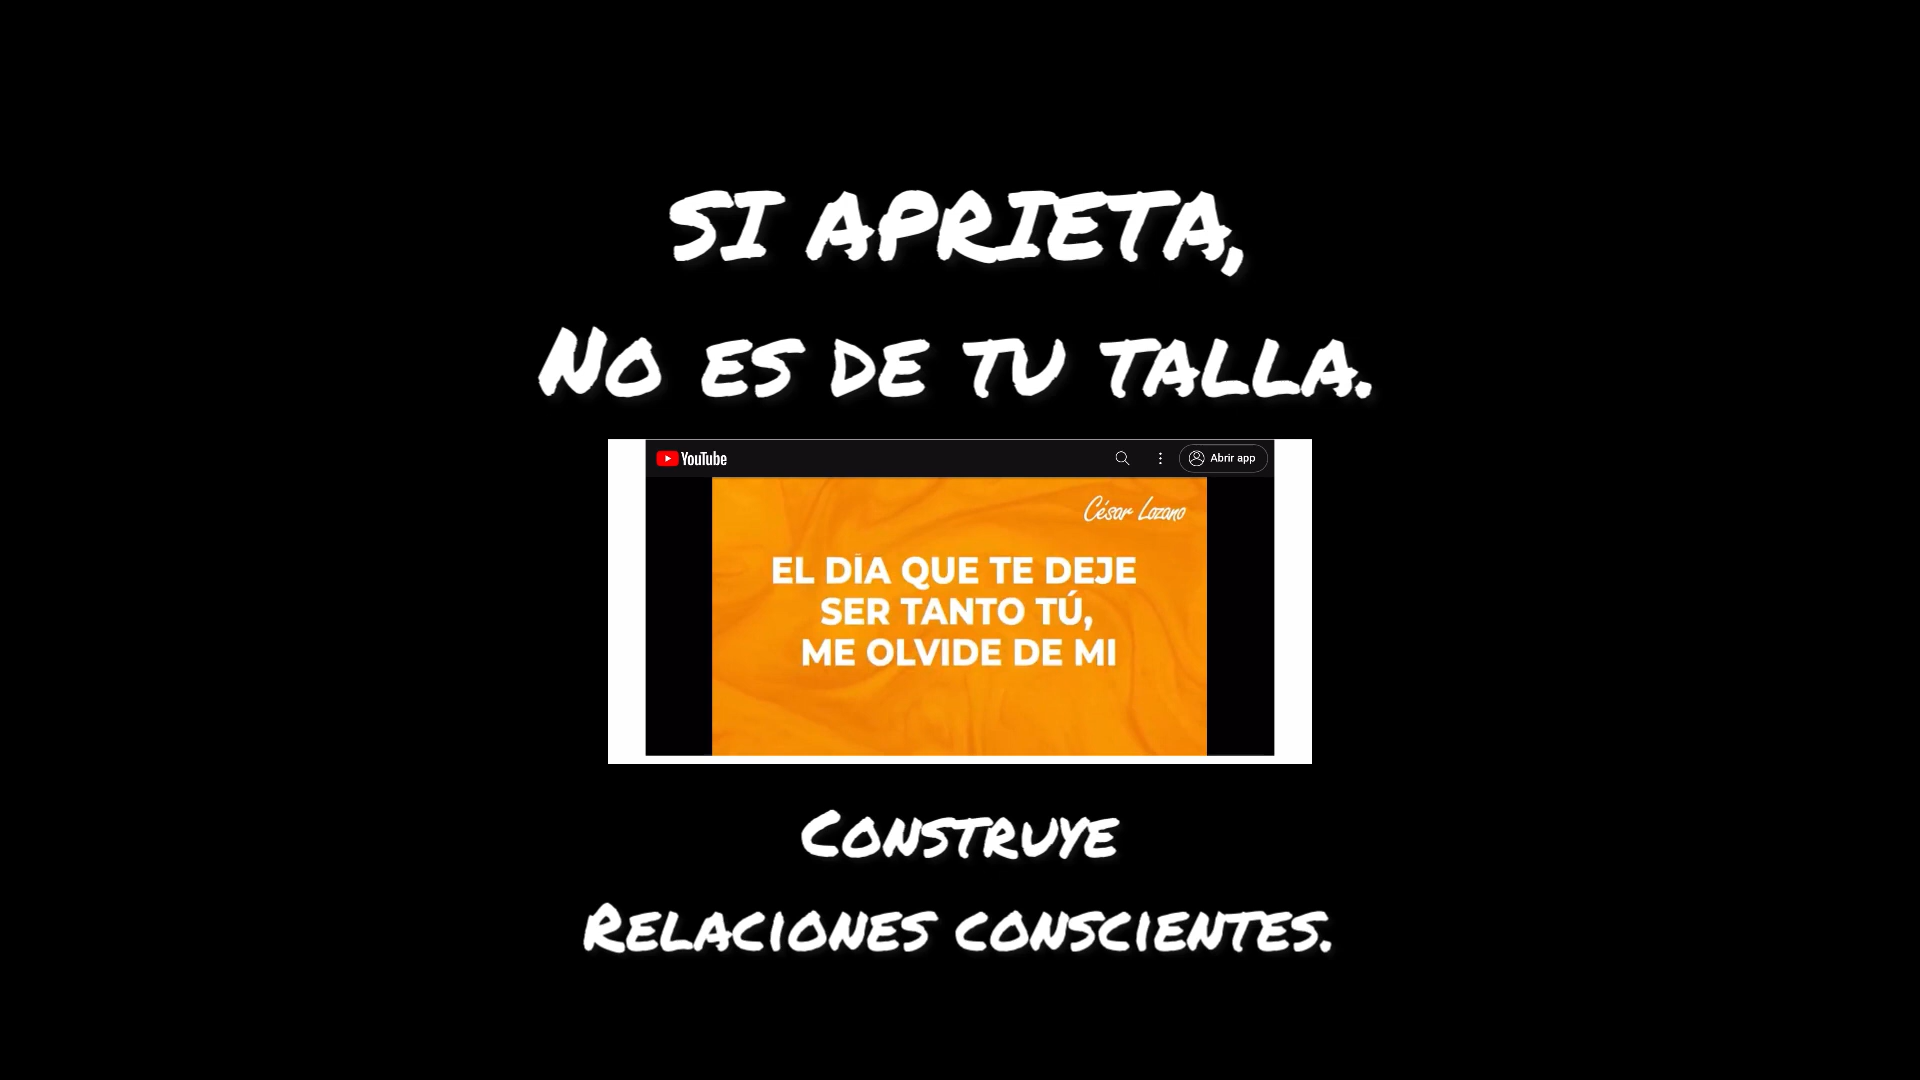 SI APRIETA,
No es de tu talla.
YouTube
Abrir app
César Lozano
EL DÍA QUE TE DEJE
SER TANTO TÚ,
ME OLVIDE DE MI
Construye
Relaciones conscientes.